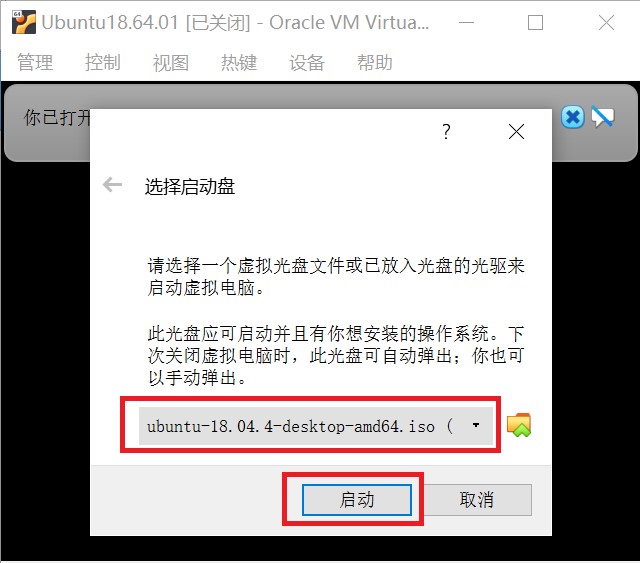 Ubuntu18.64.01 [已关闭] - Oracle VM Virtua...
管理 控制 视图 热键 设备 帮助
你已打开
?
选择启动盘
请选择一个虚拟光盘文件或已放入光盘的光驱来
启动虚拟电脑。
此光盘应可启动并且有你想安装的操作系统。下
次关闭虚拟电脑时，此光盘可自动弹出；你也可
以手动弹出。
ubuntu-18.04.4-desktop-amd64.iso (
启动 取消